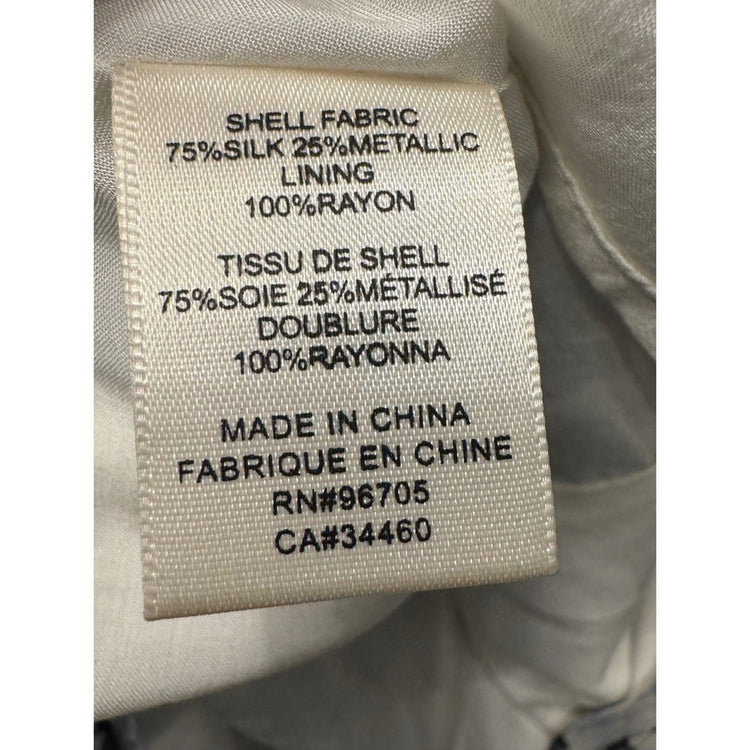 SHELL FABRIC
75%SILK 25%METALLIC
LINING
100%RAYON
TISSU DE SHELL
75%SOIE 25%MÉTALLISÉ
DOUBLURE
100%RAYONNA
MADE IN CHINA
FABRIQUE EN CHINE
RN#96705
CA#34460